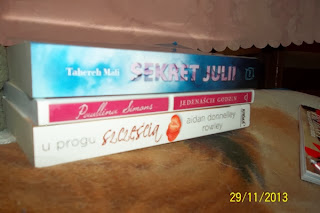 Tahereh Mafi SEKRET JULII
Paullina Simons JEDENAŚCIE GODZIN
u progu szczęścia aidan donnelley rowley
29/11/2013